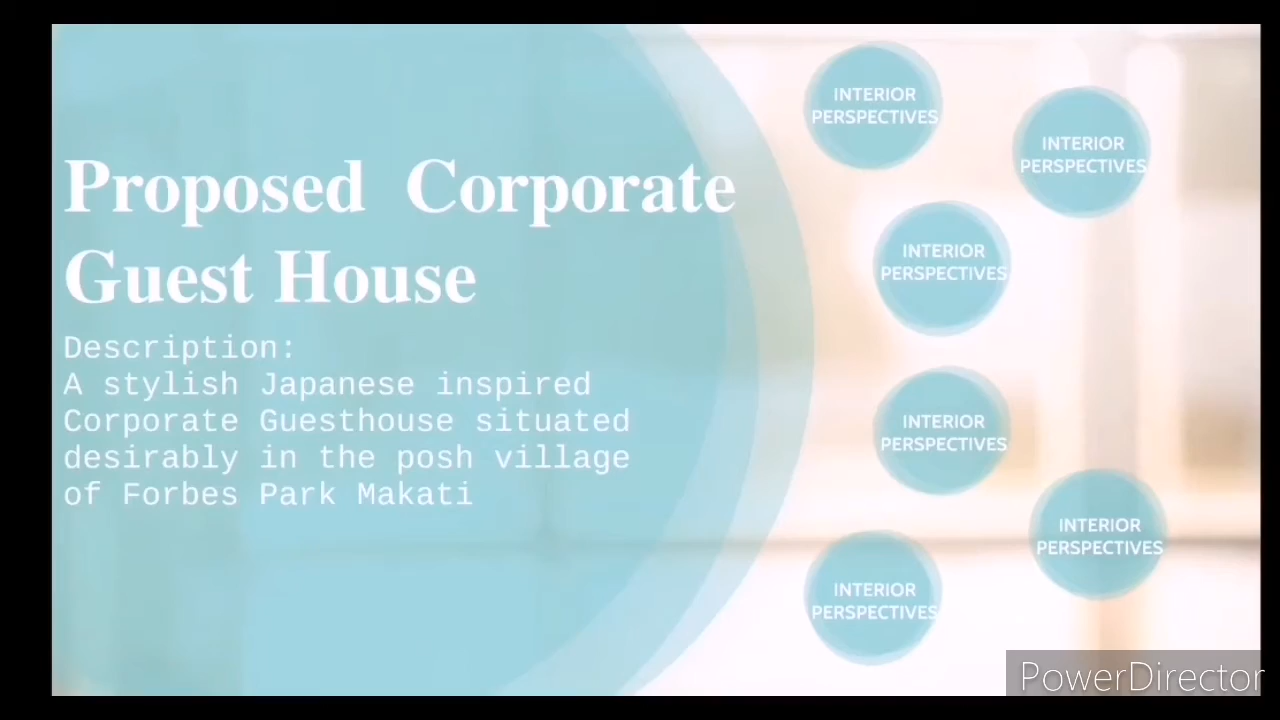 Proposed Corporate
Guest House
Description:
A stylish Japanese inspired
Corporate Guesthouse situated
desirably in the posh village
of Forbes Park Makati
INTERIOR
PERSPECTIVES
INTERIOR
PERSPECTIVES
INTERIOR
PERSPECTIVES
INTERIOR
PERSPECTIVES
INTERIOR
PERSPECTIVES
INTERIOR
PERSPECTIVES
PowerDirector